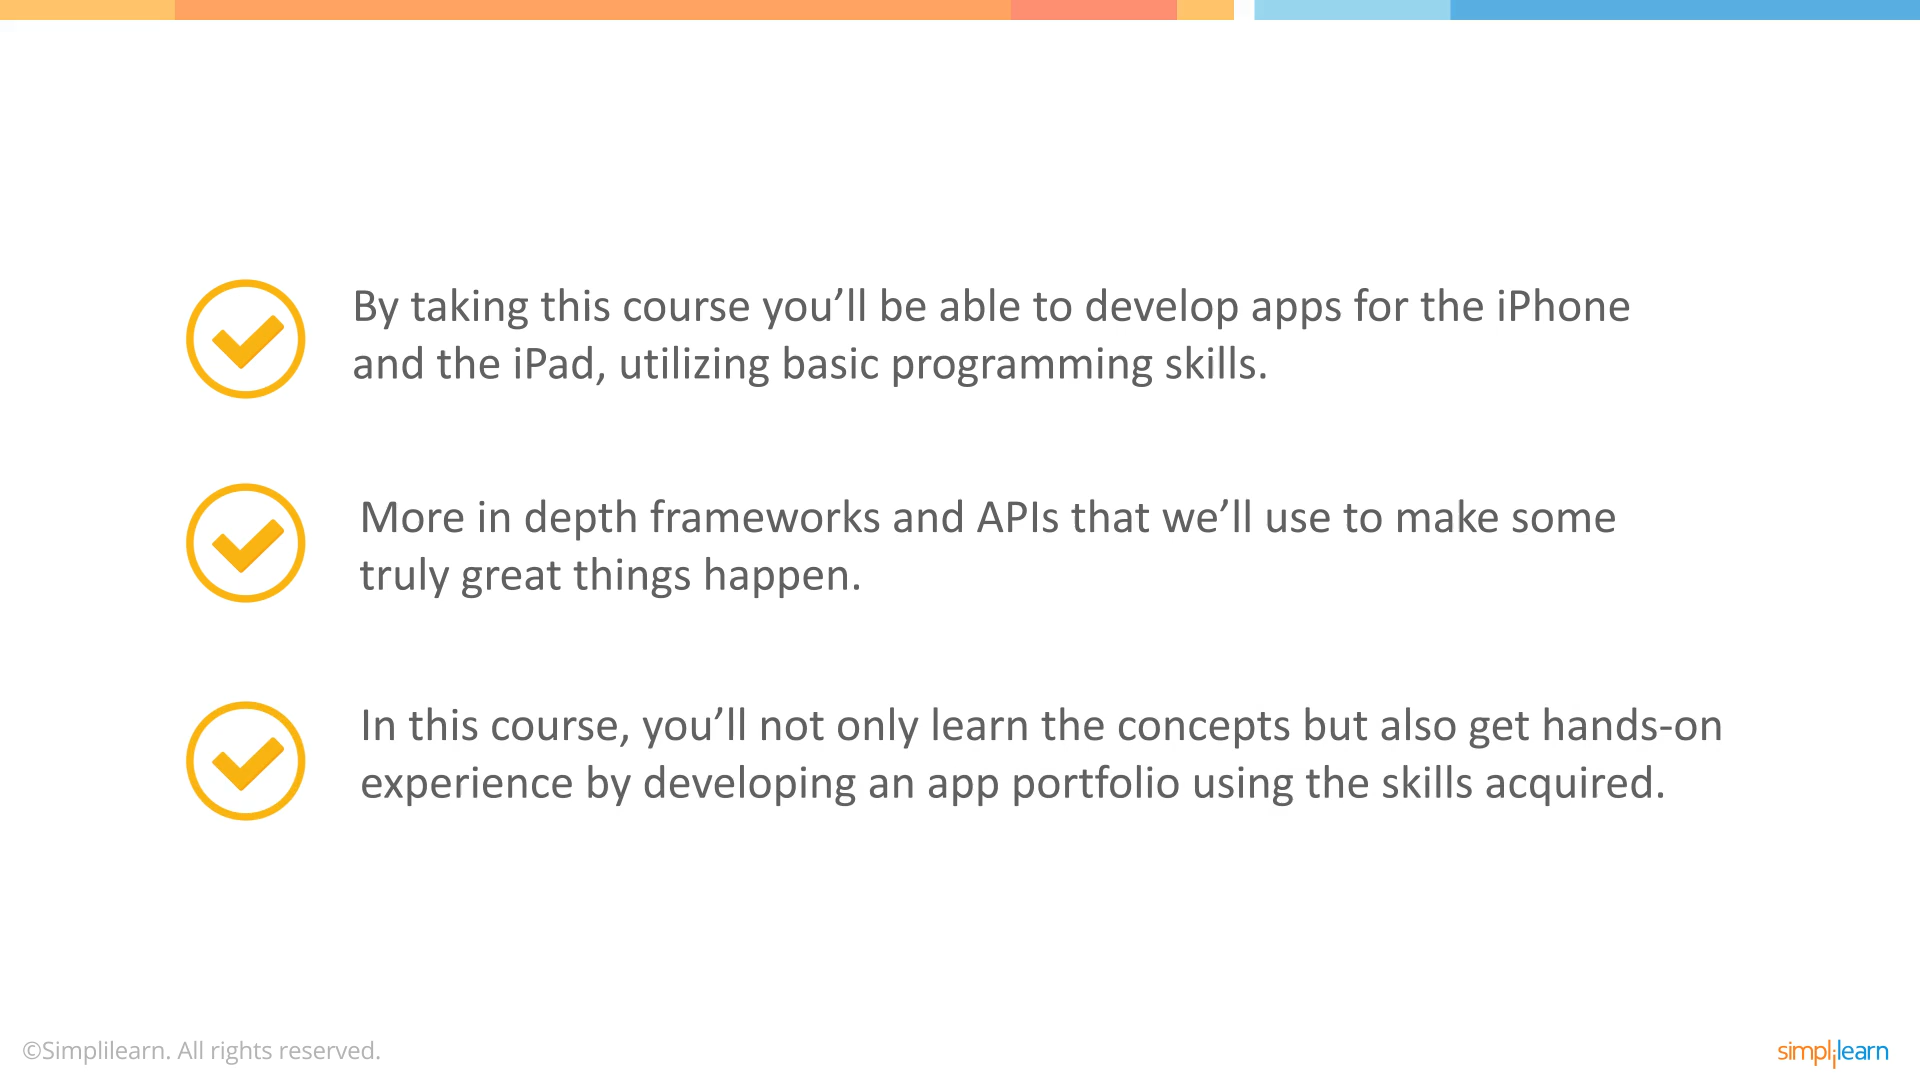 By taking this course you’ll be able to develop apps for the iPhone
and the iPad, utilizing basic programming skills.
More in depth frameworks and APIs that we’ll use to make some
truly great things happen.
In this course, you’ll not only learn the concepts but also get hands-on
experience by developing an app portfolio using the skills acquired.
©Simplilearn. All rights reserved.
simplilearn